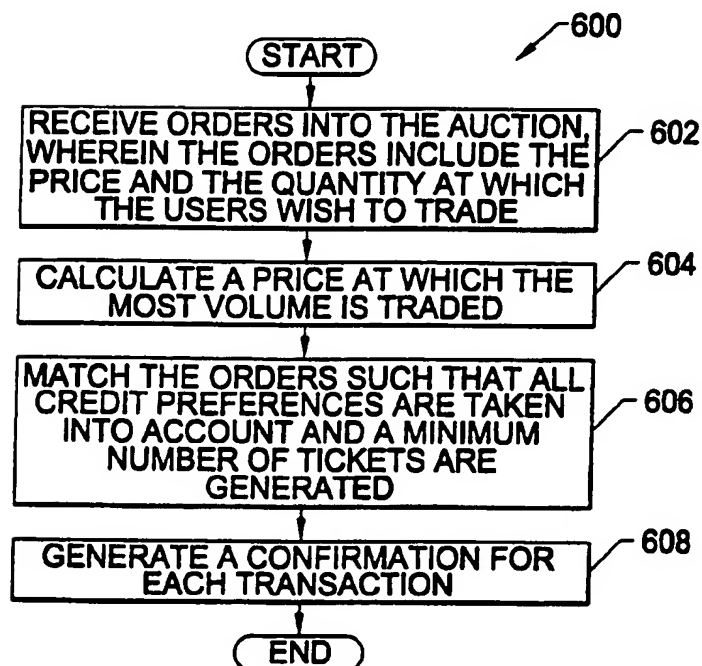 600
START
RECEIVE ORDERS INTO THE AUCTION,
WHEREIN THE ORDERS INCLUDE THE
PRICE AND THE QUANTITY AT WHICH
THE USERS WISH TO TRADE
602
CALCULATE A PRICE AT WHICH THE
MOST VOLUME IS TRADED
604
MATCH THE ORDERS SUCH THAT ALL
CREDIT PREFERENCES ARE TAKEN
INTO ACCOUNT AND A MINIMUM
NUMBER OF TICKETS ARE
GENERATED
606
GENERATE A CONFIRMATION FOR
EACH TRANSACTION
608
END